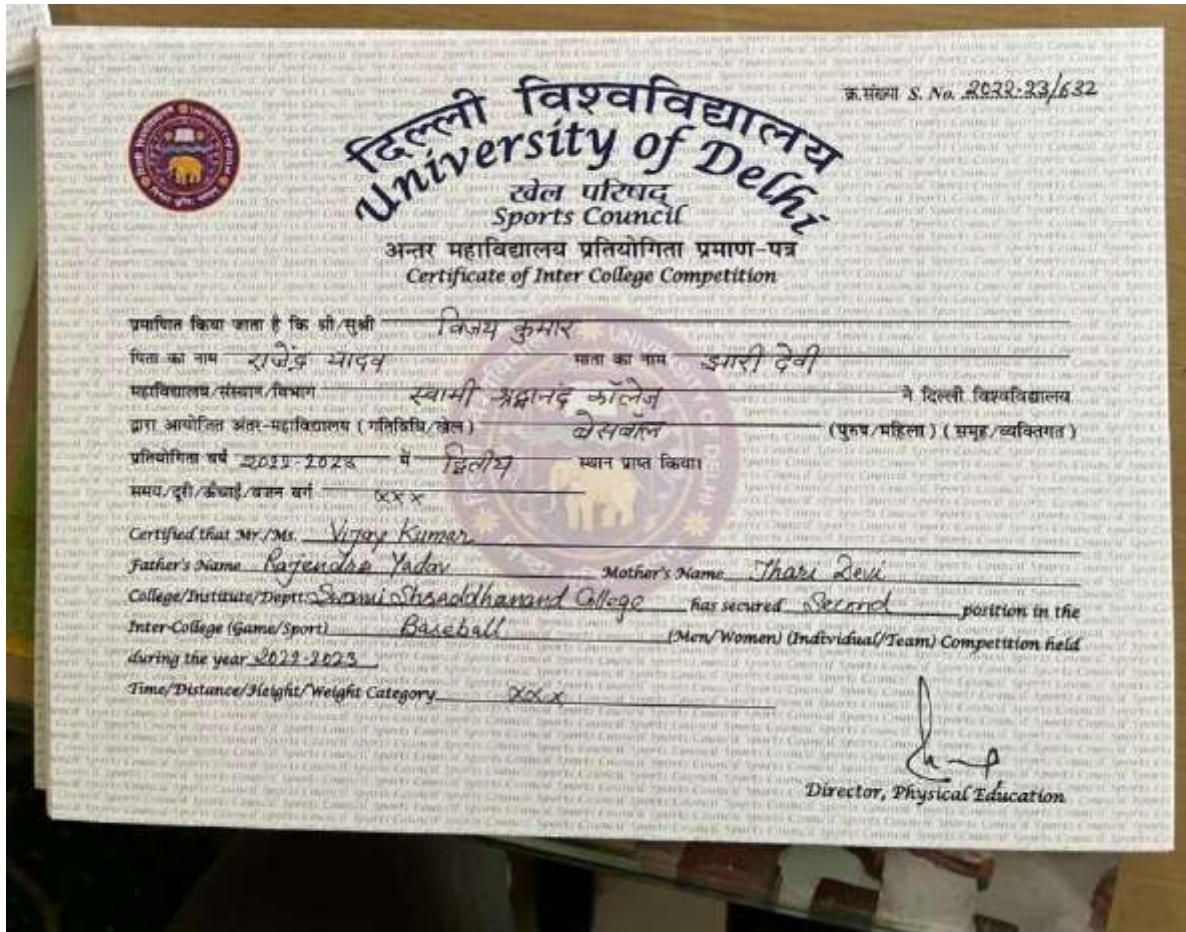 क्र.संख्या S. No. 2022-23/632
दिल्ली विश्वविद्यालय
University of Delhi
खेल परिषद
Sports Council
अन्तर महाविद्यालय प्रतियोगिता प्रमाण-पत्र
Certificate of Inter College Competition
प्रमाणित किया जाता है कि श्री/सुश्री विजय कुमार
पिता का नाम राजेंद्र यादव माता का नाम झारी देवी
महाविद्यालय/संस्थान/विभाग स्वामी श्रद्धानंद कॉलेज ने दिल्ली विश्वविद्यालय
द्वारा आयोजित अंतर-महाविद्यालय (गतिविधि/खेल) बेसबॉल (पुरुष/महिला) (समूह/व्यक्तिगत)
प्रतियोगिता वर्ष 2022-2023 में द्वितीय स्थान प्राप्त किया।
समय/दूरी/ऊँचाई/वजन वर्ग xxx
Certified that Mr./Ms. Vijay Kumar
Father's Name Rajendra Yadav Mother's Name Jhari Devi
College/Institute/Deptt. Swami Shraddhanand College has secured Second position in the
Inter-College (Game/Sport) Baseball (Men/Women) (Individual/Team) Competition held
during the year 2022-2023
Time/Distance/Height/Weight Category xxx
Director, Physical Education